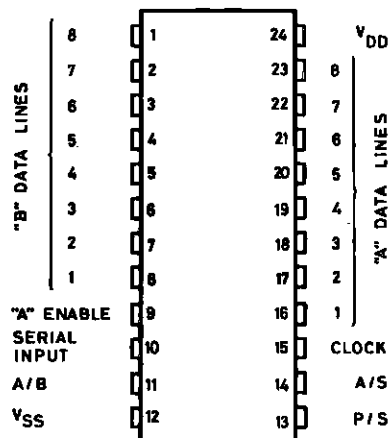 8 1 24 V_DD
7 2 23 8
6 3 22 7
5 4 21 6
4 5 20 5
3 6 19 4
2 7 18 3
1 8 17 2
"A" ENABLE 9 16 1
SERIAL INPUT 10 15 CLOCK
A/B 11 14 A/S
V_SS 12 13 P/S
"B" DATA LINES
"A" DATA LINES